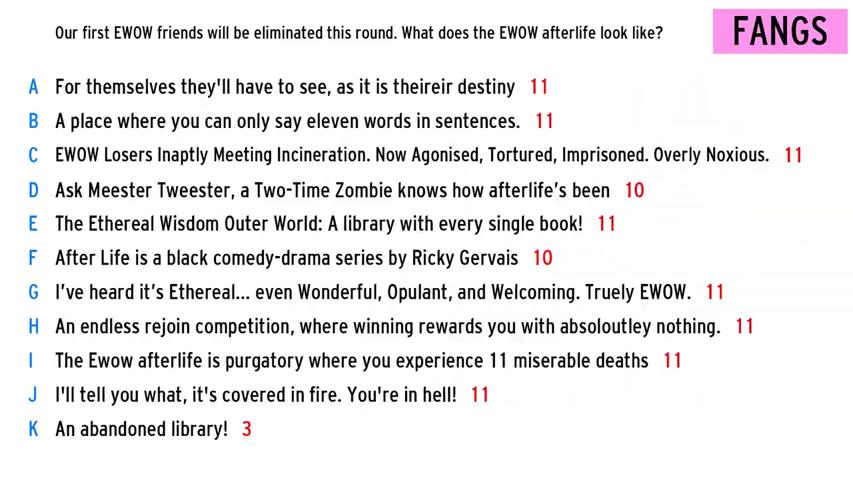 Our first EWOW friends will be eliminated this round. What does the EWOW afterlife look like?
FANGS
A For themselves they'll have to see, as it is theireir destiny 11
B A place where you can only say eleven words in sentences. 11
C EWOW Losers Inaptly Meeting Incineration. Now Agonised, Tortured, Imprisoned. Overly Noxious. 11
D Ask Meester Tweester, a Two-Time Zombie knows how afterlife’s been 10
E The Ethereal Wisdom Outer World: A library with every single book! 11
F After Life is a black comedy-drama series by Ricky Gervais 10
G I’ve heard it’s Ethereal... even Wonderful, Opulant, and Welcoming. Truely EWOW. 11
H An endless rejoin competition, where winning rewards you with absoloutley nothing. 11
I The Ewow afterlife is purgatory where you experience 11 miserable deaths 11
J I'll tell you what, it's covered in fire. You're in hell! 11
K An abandoned library! 3